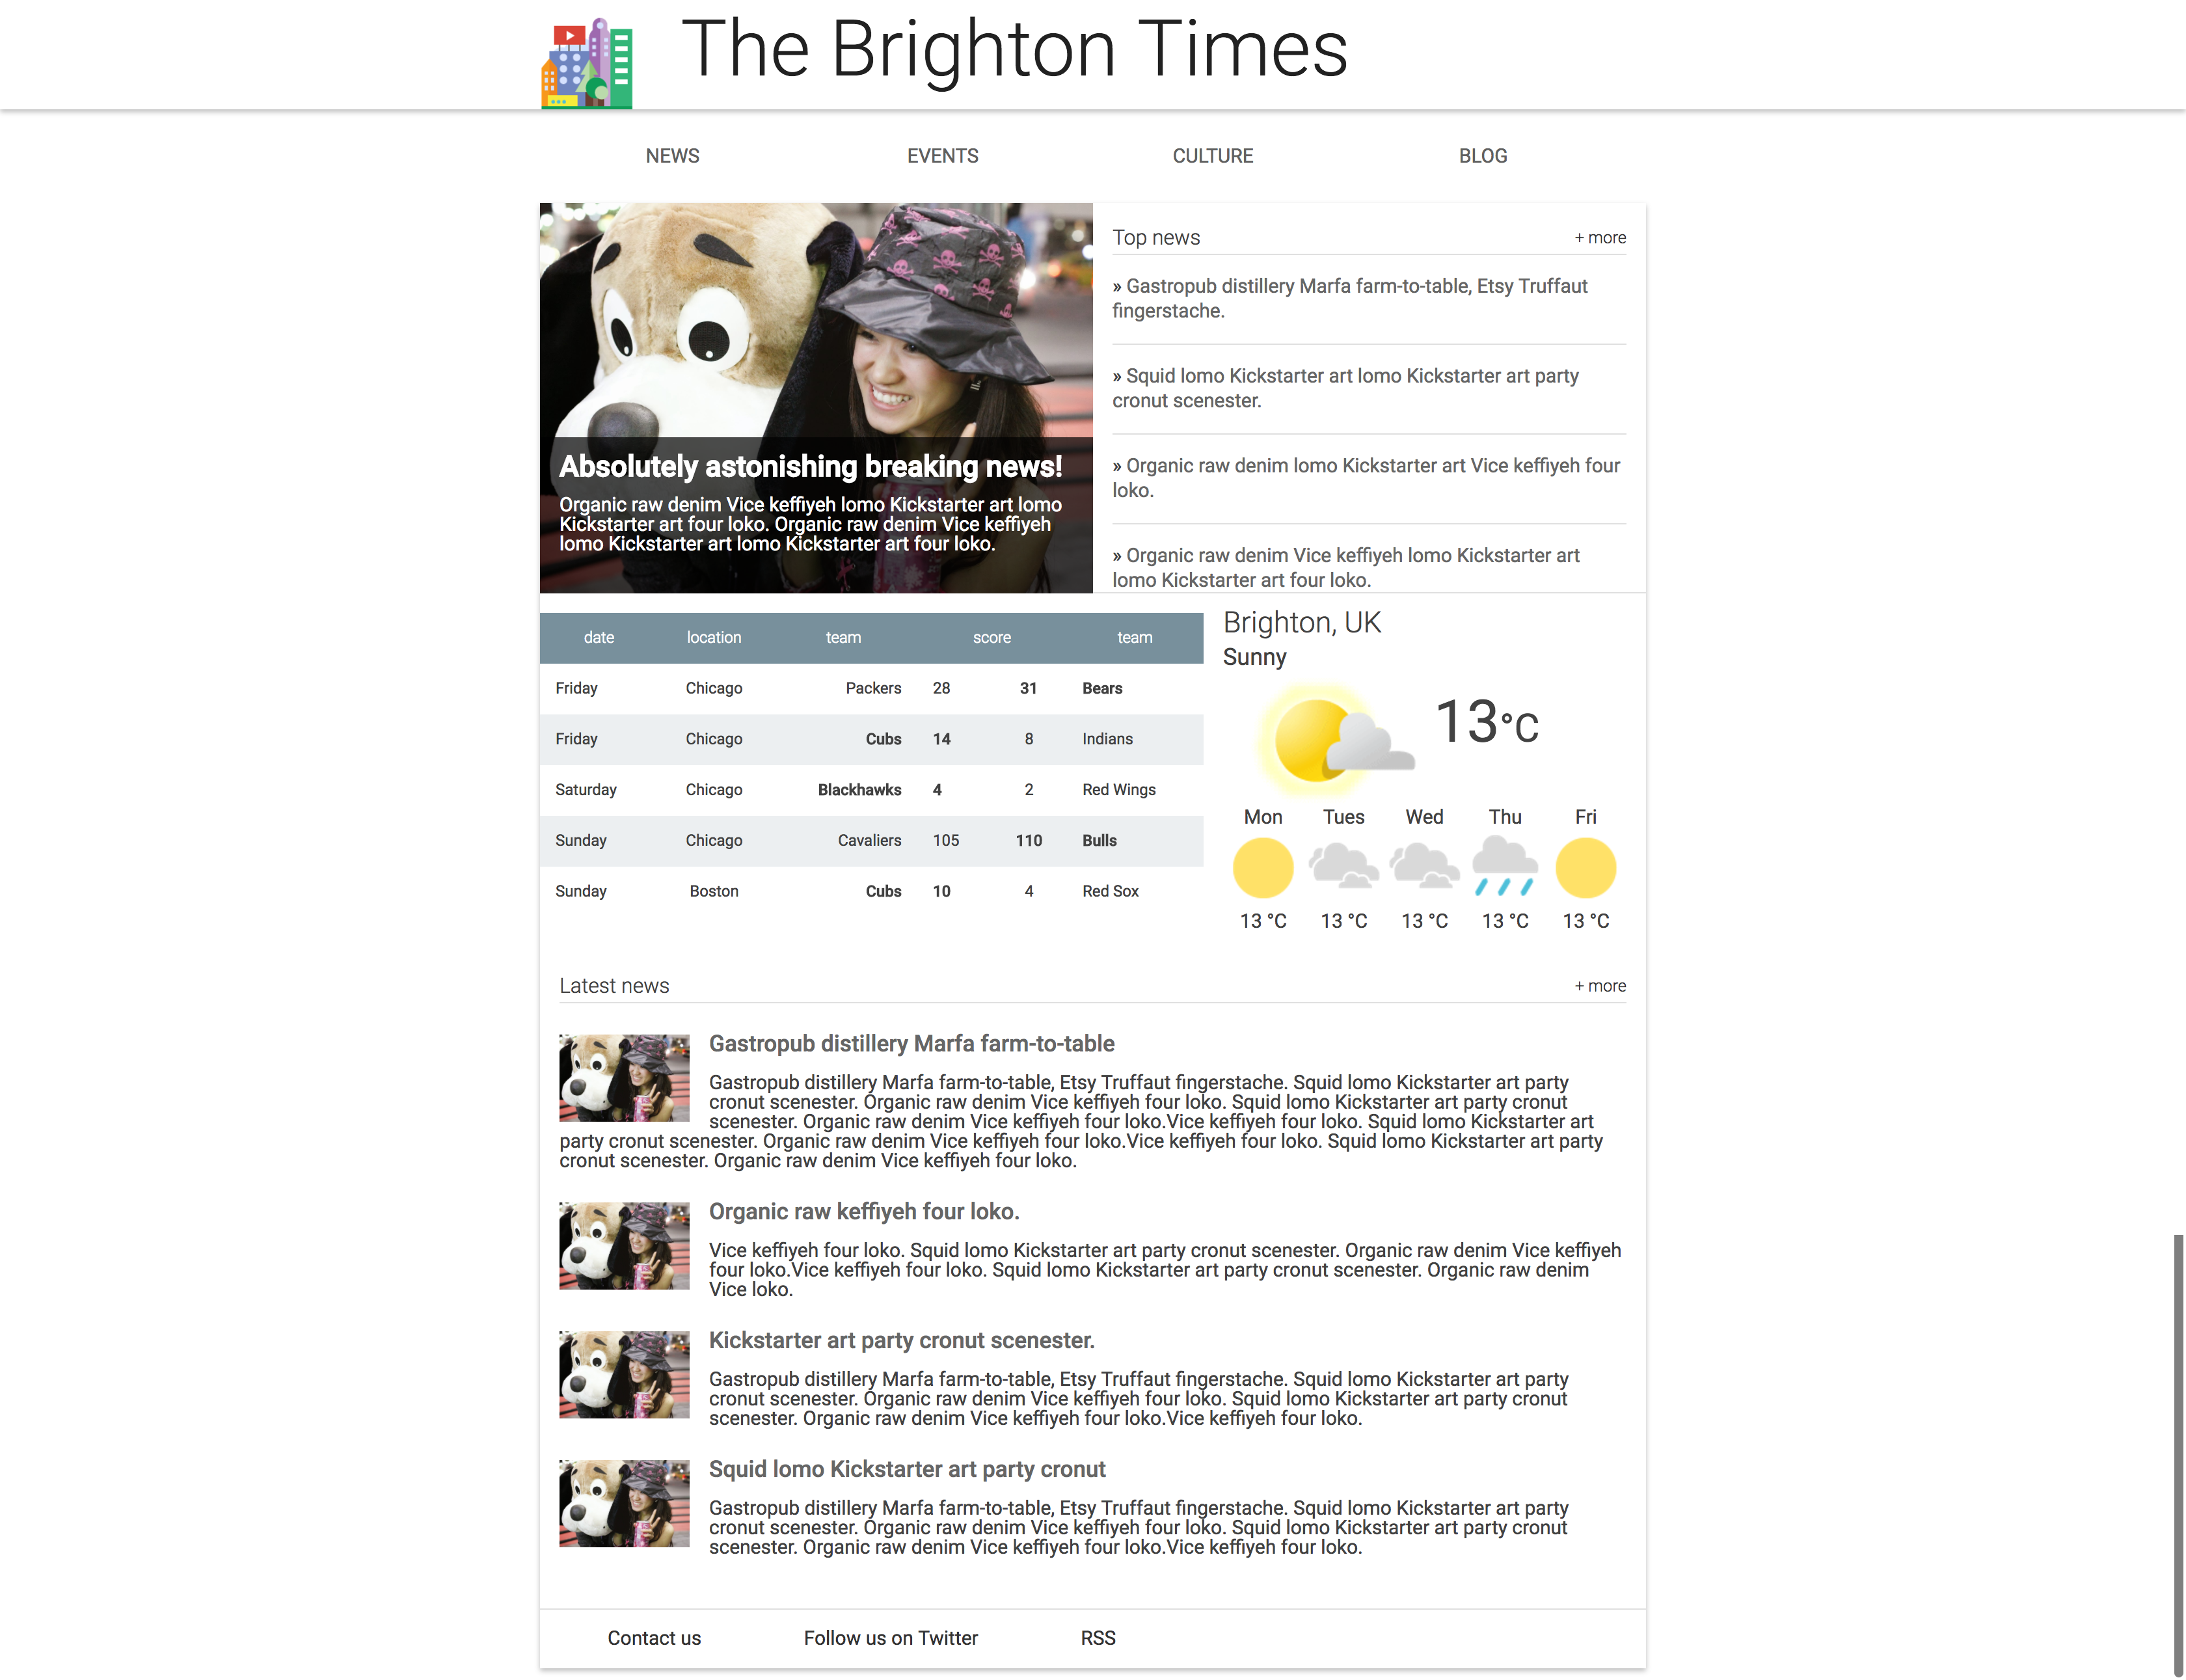 The Brighton Times
NEWS EVENTS CULTURE BLOG
Absolutely astonishing breaking news!
Organic raw denim Vice keffiyeh lomo Kickstarter art lomo
Kickstarter art four loko. Organic raw denim Vice keffiyeh
lomo Kickstarter art lomo Kickstarter art four loko.
Top news + more
» Gastropub distillery Marfa farm-to-table, Etsy Truffaut
fingerstache.
» Squid lomo Kickstarter art lomo Kickstarter art party
cronut scenester.
» Organic raw denim lomo Kickstarter art Vice keffiyeh four
loko.
» Organic raw denim Vice keffiyeh lomo Kickstarter art
lomo Kickstarter art four loko.
date location team score team
Friday Chicago Packers 28 31 Bears
Friday Chicago Cubs 14 8 Indians
Saturday Chicago Blackhawks 4 2 Red Wings
Sunday Chicago Cavaliers 105 110 Bulls
Sunday Boston Cubs 10 4 Red Sox
Brighton, UK
Sunny
13°C
Mon Tues Wed Thu Fri
13 °C 13 °C 13 °C 13 °C 13 °C
Latest news + more
Gastropub distillery Marfa farm-to-table
Gastropub distillery Marfa farm-to-table, Etsy Truffaut fingerstache. Squid lomo Kickstarter art party
cronut scenester. Organic raw denim Vice keffiyeh four loko. Squid lomo Kickstarter art party cronut
scenester. Organic raw denim Vice keffiyeh four loko.Vice keffiyeh four loko. Squid lomo Kickstarter art
party cronut scenester. Organic raw denim Vice keffiyeh four loko.Vice keffiyeh four loko. Squid lomo Kickstarter art party
cronut scenester. Organic raw denim Vice keffiyeh four loko.
Organic raw keffiyeh four loko.
Vice keffiyeh four loko. Squid lomo Kickstarter art party cronut scenester. Organic raw denim Vice keffiyeh
four loko.Vice keffiyeh four loko. Squid lomo Kickstarter art party cronut scenester. Organic raw denim
Vice loko.
Kickstarter art party cronut scenester.
Gastropub distillery Marfa farm-to-table, Etsy Truffaut fingerstache. Squid lomo Kickstarter art party
cronut scenester. Organic raw denim Vice keffiyeh four loko. Squid lomo Kickstarter art party cronut
scenester. Organic raw denim Vice keffiyeh four loko.Vice keffiyeh four loko.
Squid lomo Kickstarter art party cronut
Gastropub distillery Marfa farm-to-table, Etsy Truffaut fingerstache. Squid lomo Kickstarter art party
cronut scenester. Organic raw denim Vice keffiyeh four loko. Squid lomo Kickstarter art party cronut
scenester. Organic raw denim Vice keffiyeh four loko.Vice keffiyeh four loko.
Contact us Follow us on Twitter RSS